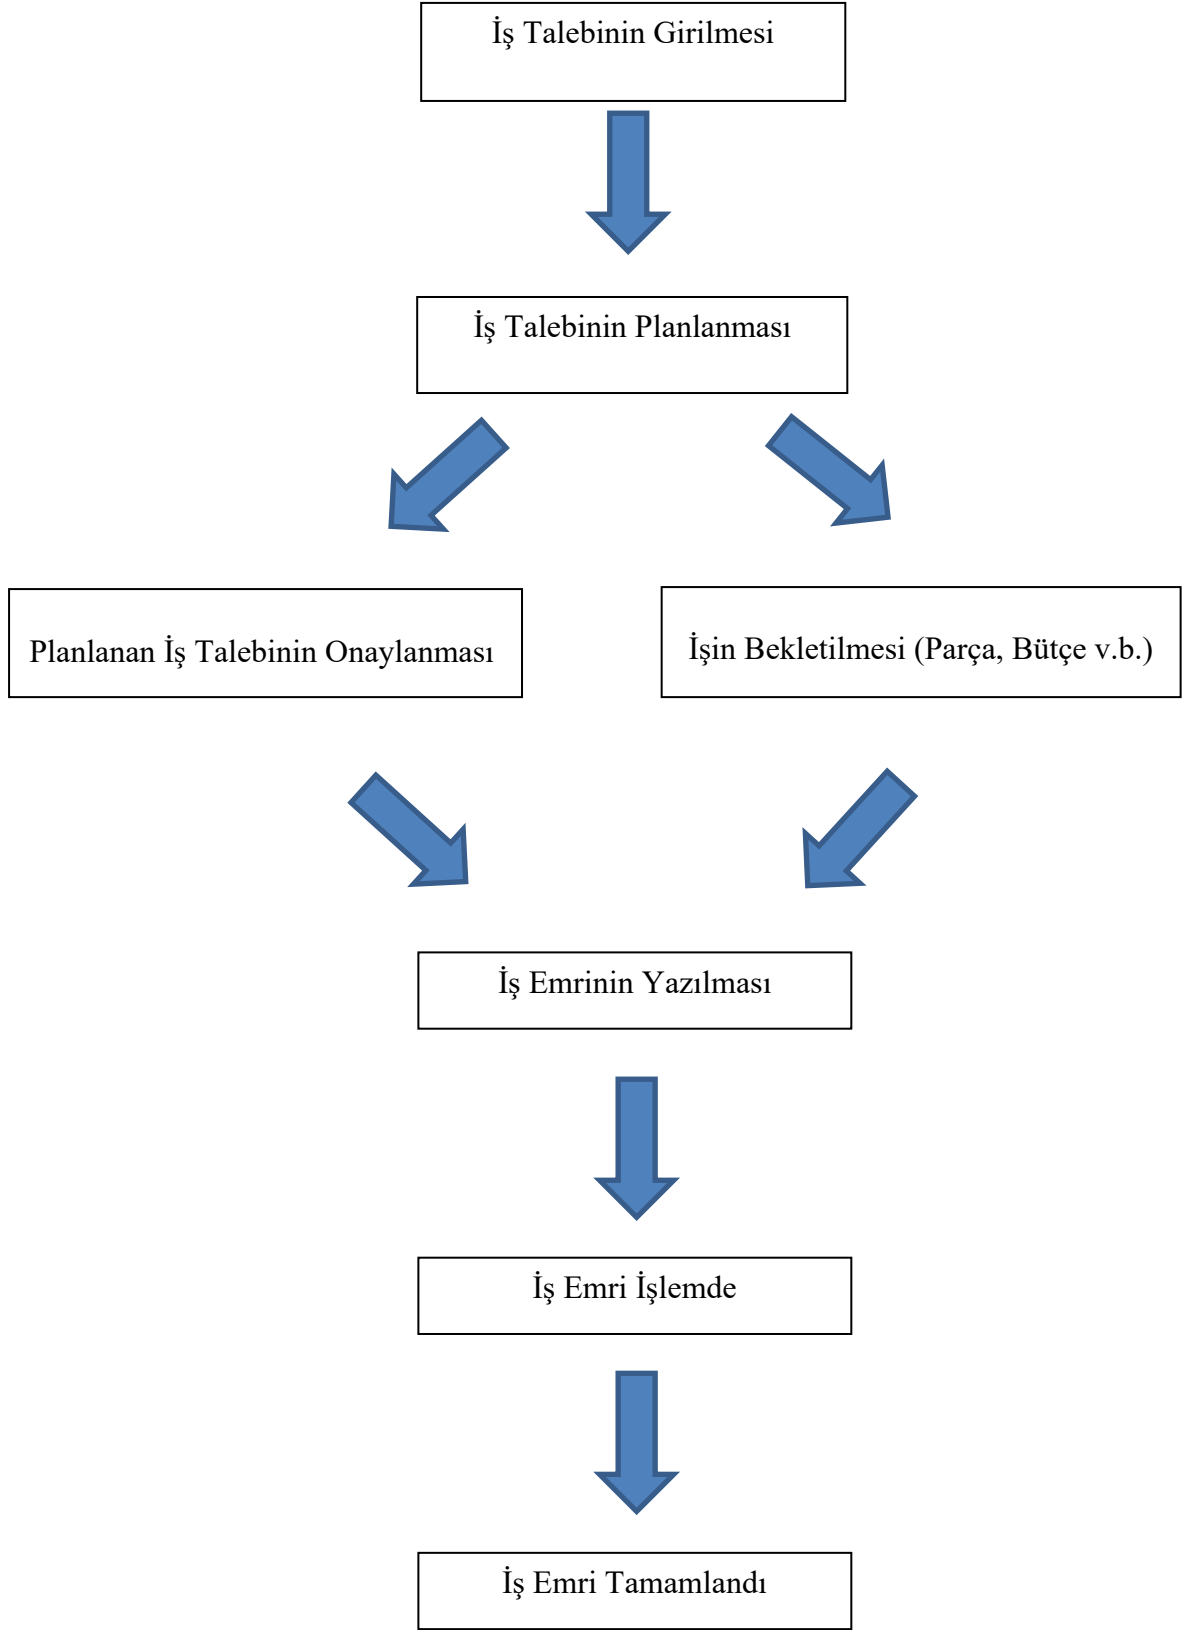 İş Talebinin Girilmesi
İş Talebinin Planlanması
Planlanan İş Talebinin Onaylanması
İşin Bekletilmesi (Parça, Bütçe v.b.)
İş Emrinin Yazılması
İş Emri İşlemde
İş Emri Tamamlandı